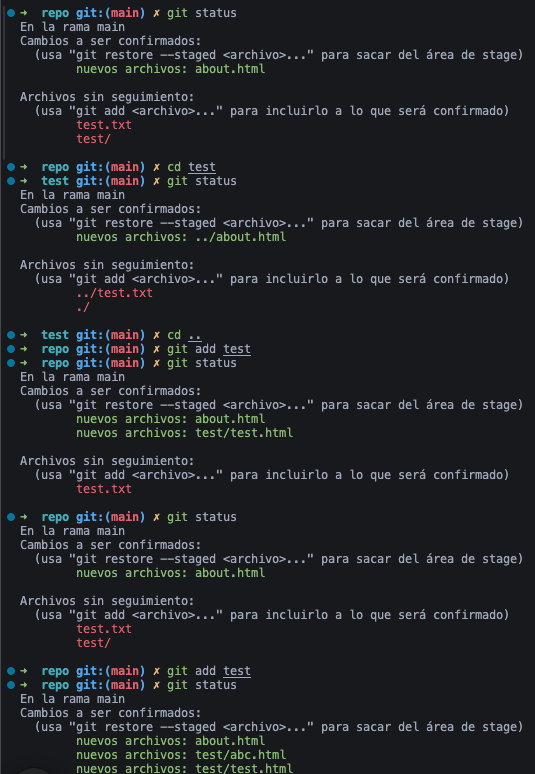 ➜  repo git:(main) ✗ git status
En la rama main
Cambios a ser confirmados:
  (usa "git restore --staged <archivo>..." para sacar del área de stage)
        nuevos archivos: about.html

Archivos sin seguimiento:
  (usa "git add <archivo>..." para incluirlo a lo que será confirmado)
        test.txt
        test/

➜  repo git:(main) ✗ cd test
➜  test git:(main) ✗ git status
En la rama main
Cambios a ser confirmados:
  (usa "git restore --staged <archivo>..." para sacar del área de stage)
        nuevos archivos: ../about.html

Archivos sin seguimiento:
  (usa "git add <archivo>..." para incluirlo a lo que será confirmado)
        ../test.txt
        ./

➜  test git:(main) ✗ cd ..
➜  repo git:(main) ✗ git add test
➜  repo git:(main) ✗ git status
En la rama main
Cambios a ser confirmados:
  (usa "git restore --staged <archivo>..." para sacar del área de stage)
        nuevos archivos: about.html
        nuevos archivos: test/test.html

Archivos sin seguimiento:
  (usa "git add <archivo>..." para incluirlo a lo que será confirmado)
        test.txt

➜  repo git:(main) ✗ git status
En la rama main
Cambios a ser confirmados:
  (usa "git restore --staged <archivo>..." para sacar del área de stage)
        nuevos archivos: about.html

Archivos sin seguimiento:
  (usa "git add <archivo>..." para incluirlo a lo que será confirmado)
        test.txt
        test/

➜  repo git:(main) ✗ git add test
➜  repo git:(main) ✗ git status
En la rama main
Cambios a ser confirmados:
  (usa "git restore --staged <archivo>..." para sacar del área de stage)
        nuevos archivos: about.html
        nuevos archivos: test/abc.html
        nuevos archivos: test/test.html